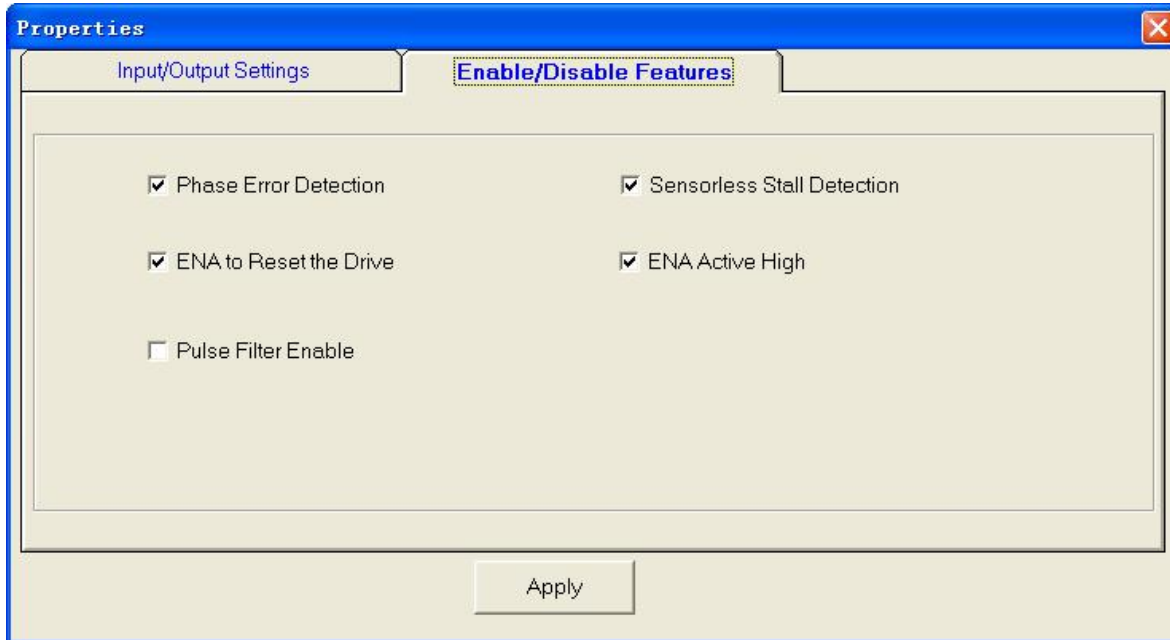 Properties
Input/Output Settings
Enable/Disable Features
Phase Error Detection
Sensorless Stall Detection
ENA to Reset the Drive
ENA Active High
Pulse Filter Enable
Apply